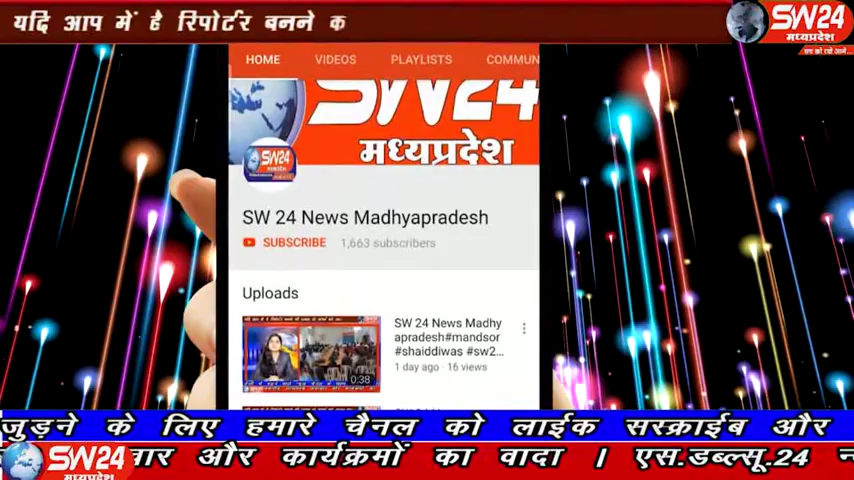 यदि आप में है रिपोर्टर बनने क
SW24
मध्यप्रदेश
HOME VIDEOS PLAYLISTS COMMUN
SW24
मध्यप्रदेश
SW24
SW 24 News Madhyapradesh
SUBSCRIBE 1,663 subscribers
Uploads
SW 24 News Madhy
apradesh#mandsor
#shaiddiwas #sw2...
1 day ago · 16 views
0:38
जुड़ने के लिए हमारे चैनल को लाईक सस्क्राईब और
SW24
मध्यप्रदेश
और कार्यक्रमों का वादा । एस.डब्ल्सू.24